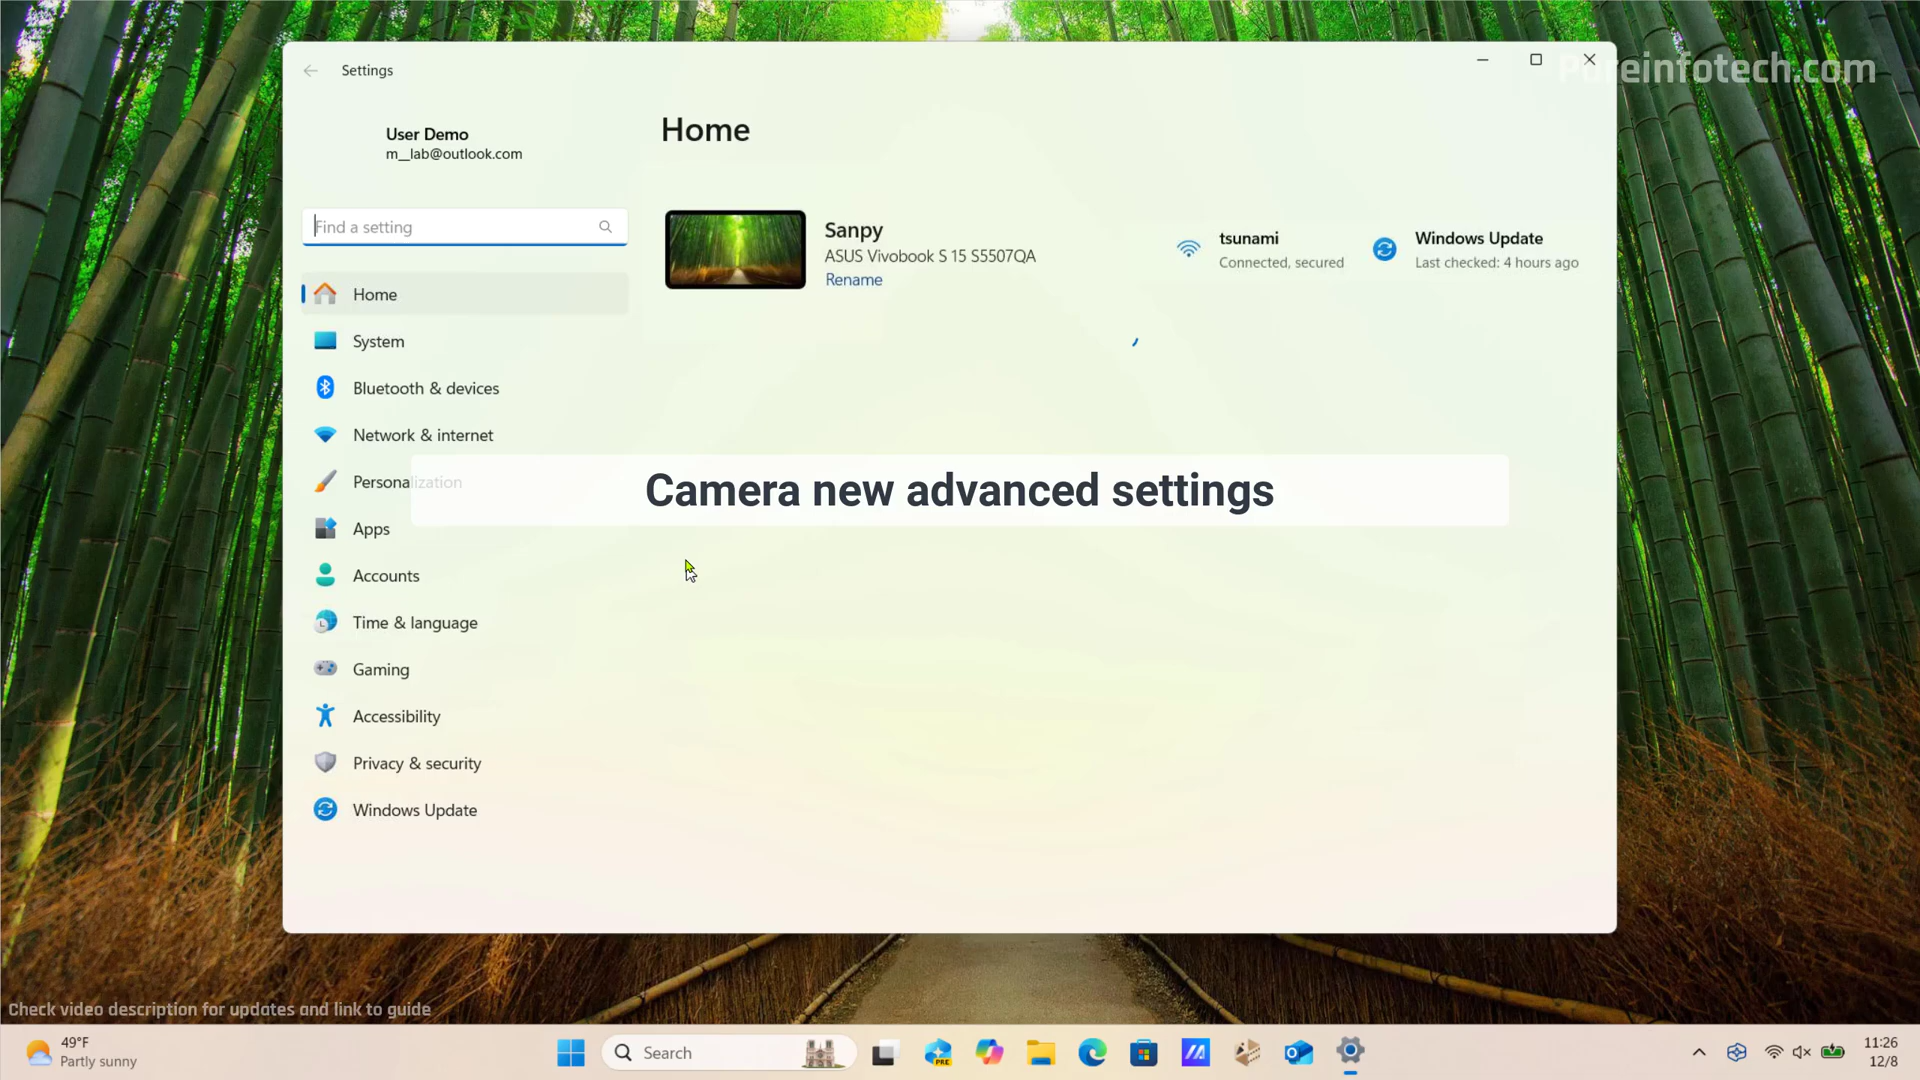 Settings
Pureinfotech.com
User Demo
m__lab@outlook.com
Find a setting
Home
System
Bluetooth & devices
Network & internet
Personalization
Apps
Accounts
Time & language
Gaming
Accessibility
Privacy & security
Windows Update
Home
Sanpy
ASUS Vivobook S 15 S5507QA
Rename
tsunami
Connected, secured
Windows Update
Last checked: 4 hours ago
Camera new advanced settings
Check video description for updates and link to guide
49°F
Partly sunny
Search
PRE
11:26
12/8